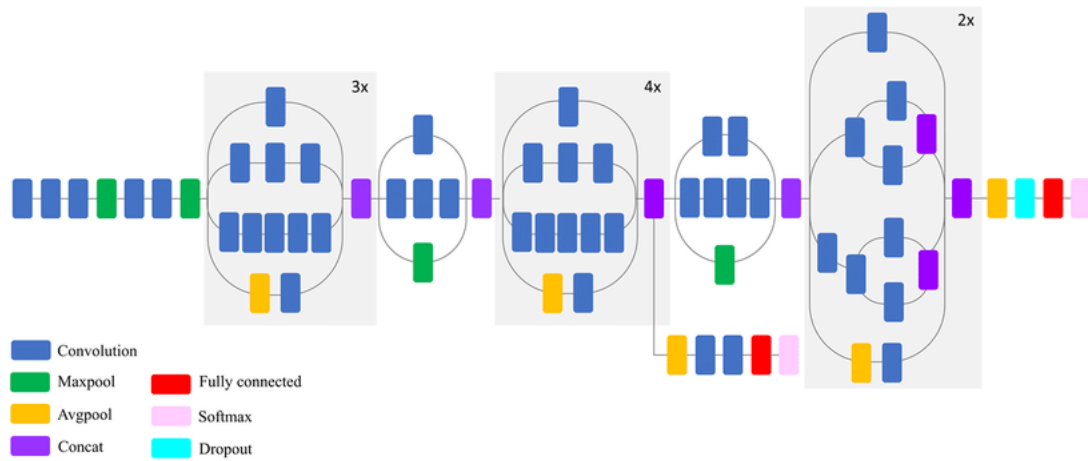 2x
3x
4x
Convolution
Maxpool
Fully connected
Avgpool
Softmax
Concat
Dropout